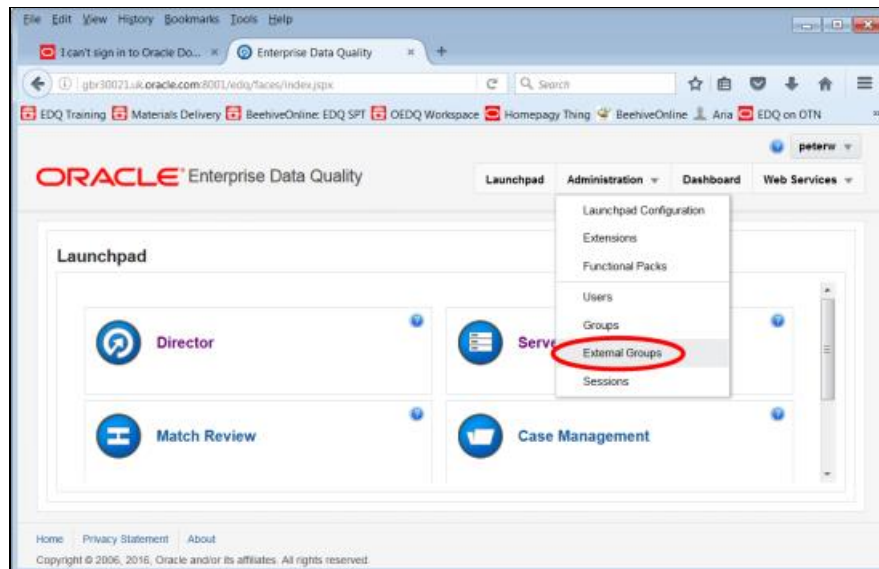 File Edit View History Bookmarks Tools Help
I can't sign in to Oracle Do... × Enterprise Data Quality × +
gbr30021.uk.oracle.com:8001/edq/faces/index.jspx Search
EDQ Training Materials Delivery BeehiveOnline: EDQ SPT OEDQ Workspace Homepagy Thing BeehiveOnline Aria EDQ on OTN »
peterw
ORACLE Enterprise Data Quality Launchpad Administration Dashboard Web Services
Launchpad Configuration
Extensions
Functional Packs
Users
Groups
External Groups
Sessions
Launchpad
Director Serve
Match Review Case Management
Home Privacy Statement About
Copyright © 2006, 2016, Oracle and/or its affiliates. All rights reserved.